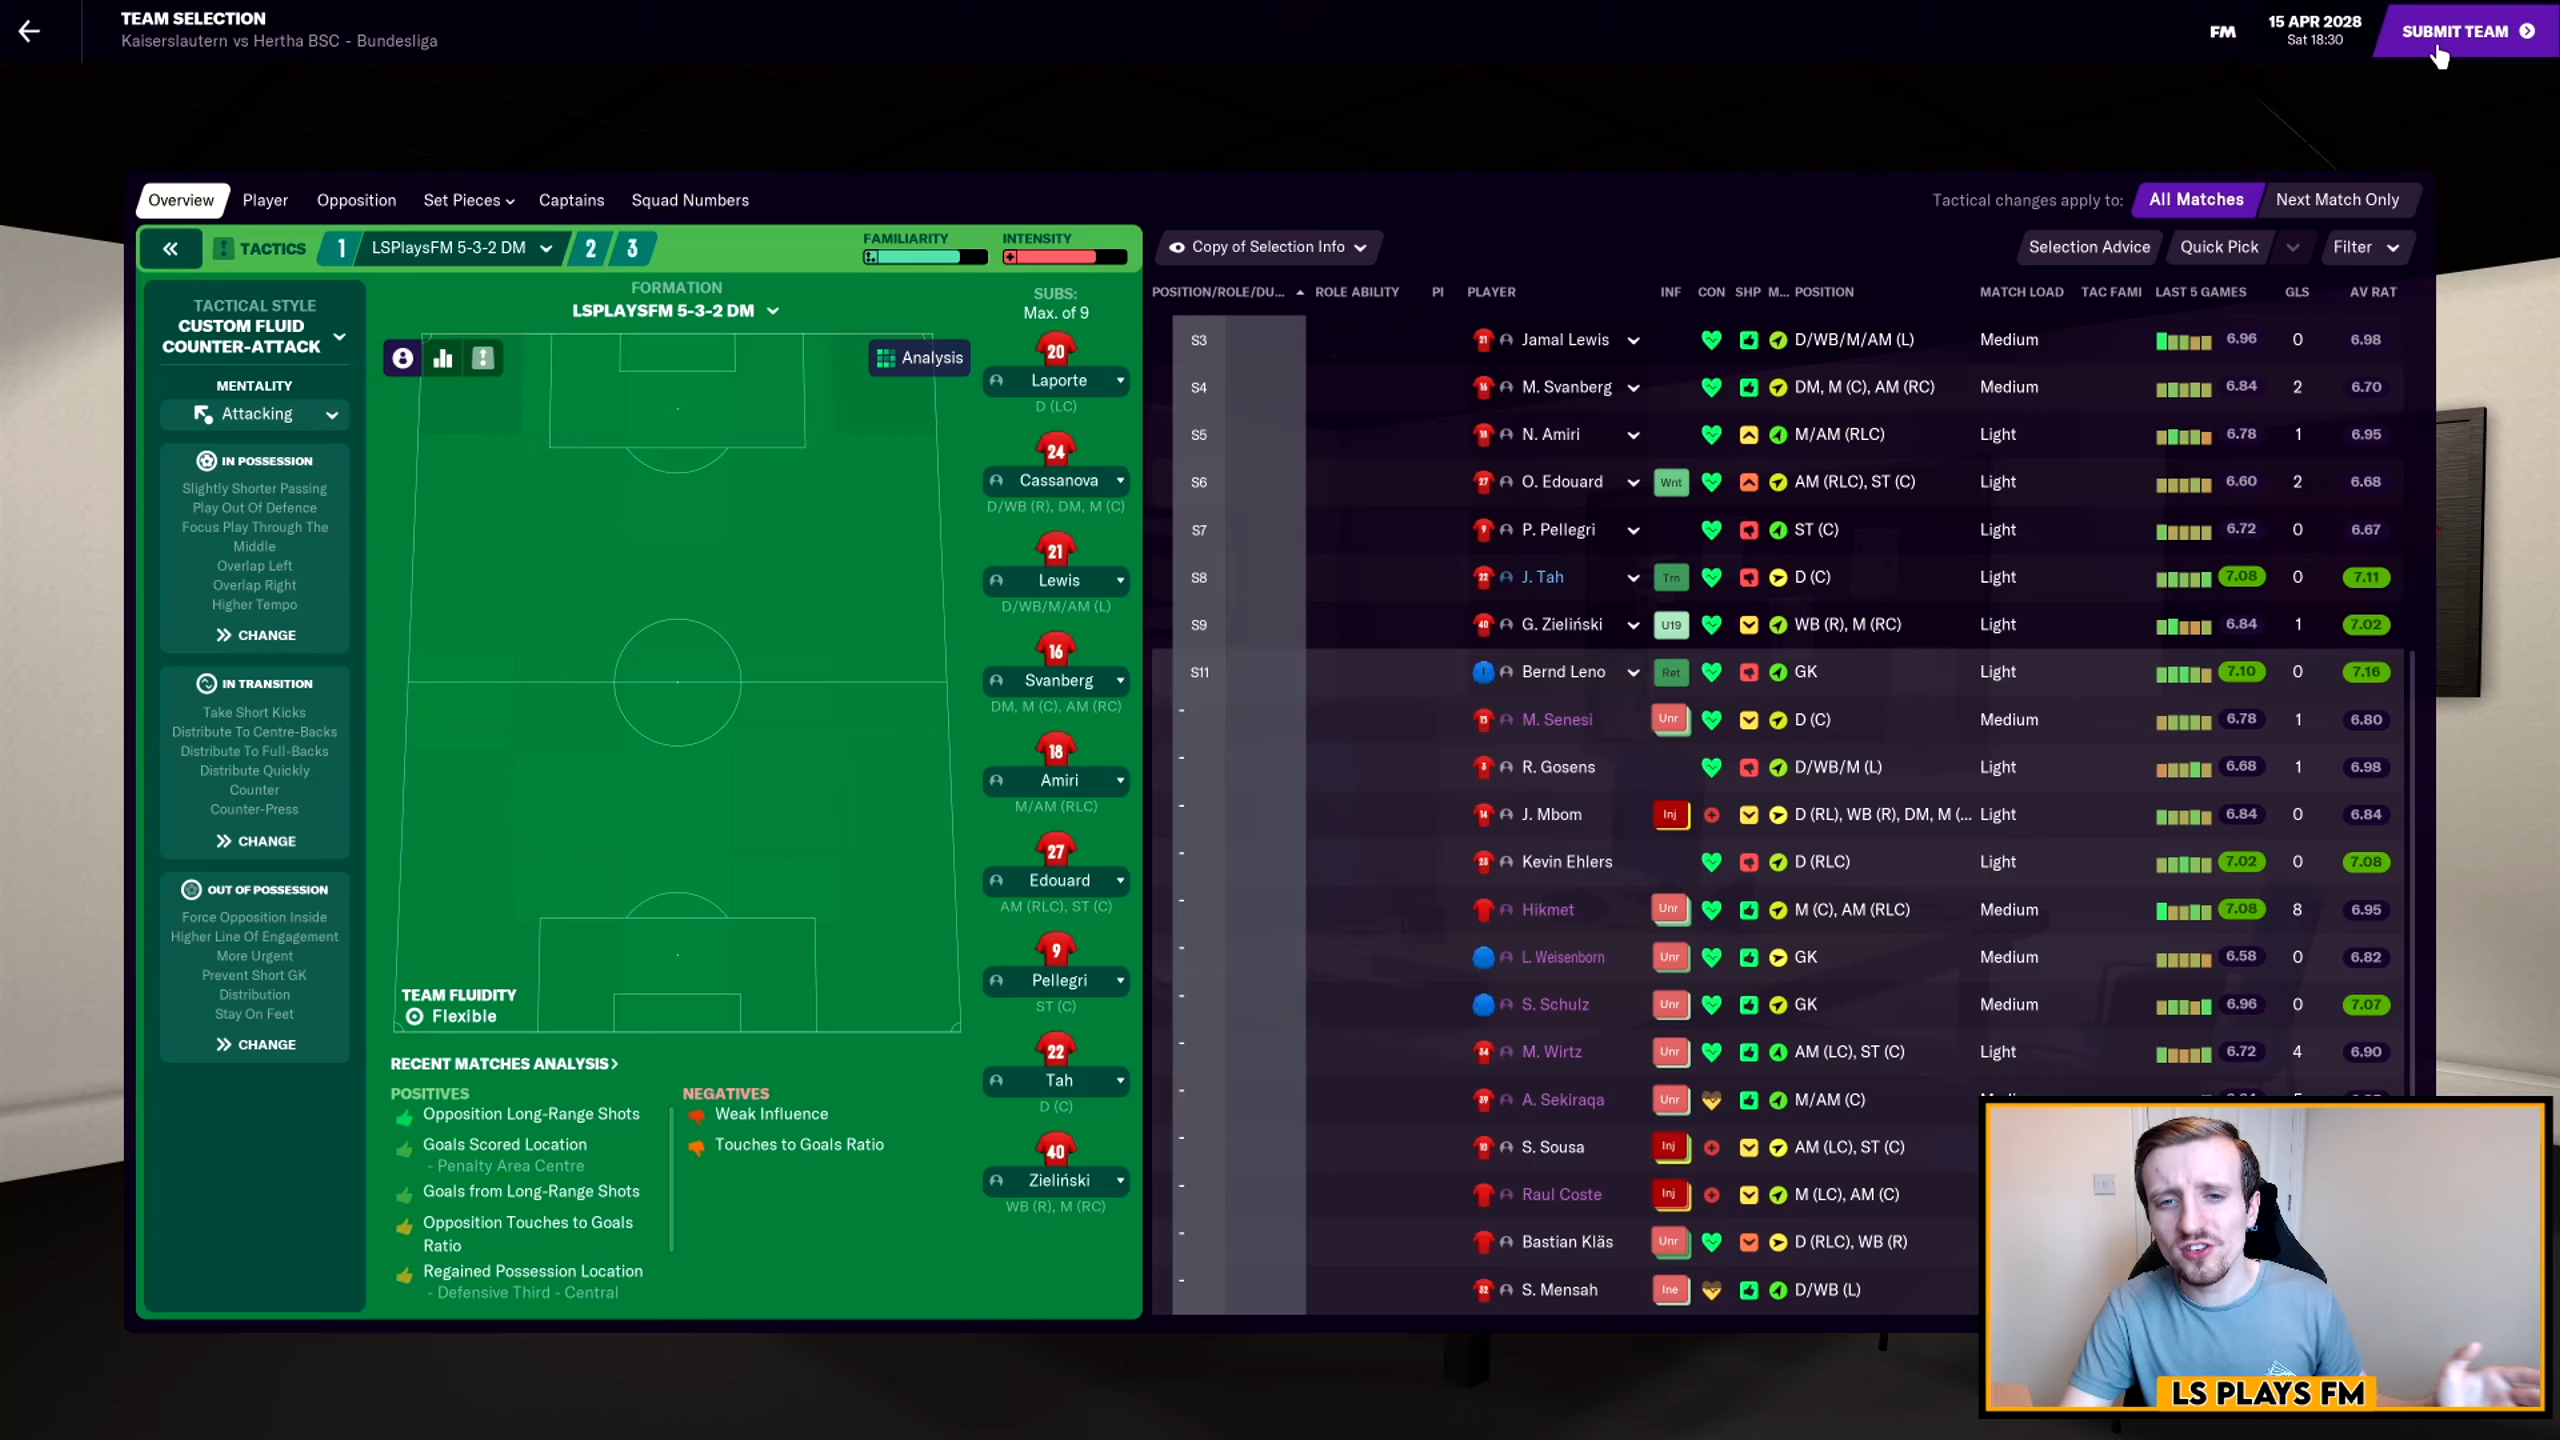 TEAM SELECTION
Kaiserslautern vs Hertha BSC - Bundesliga
FM
15 APR 2028
Sat 18:30
SUBMIT TEAM
Overview Player Opposition Set Pieces Captains Squad Numbers
Tactical changes apply to: All Matches Next Match Only
TACTICS 1 LSPlaysFM 5-3-2 DM 2 3
FAMILIARITY
INTENSITY
Copy of Selection Info
Selection Advice Quick Pick Filter
TACTICAL STYLE
CUSTOM FLUID
COUNTER-ATTACK
MENTALITY
Attacking
IN POSSESSION
Slightly Shorter Passing
Play Out Of Defence
Focus Play Through The
Middle
Overlap Left
Overlap Right
Higher Tempo
CHANGE
IN TRANSITION
Take Short Kicks
Distribute To Centre-Backs
Distribute To Full-Backs
Distribute Quickly
Counter
Counter-Press
CHANGE
OUT OF POSSESSION
Force Opposition Inside
Higher Line Of Engagement
More Urgent
Prevent Short GK
Distribution
Stay On Feet
CHANGE
FORMATION
LSPLAYSFM 5-3-2 DM
Analysis
TEAM FLUIDITY
Flexible
RECENT MATCHES ANALYSIS
POSITIVES
Opposition Long-Range Shots
Goals Scored Location
- Penalty Area Centre
Goals from Long-Range Shots
Opposition Touches to Goals
Ratio
Regained Possession Location
- Defensive Third - Central
NEGATIVES
Weak Influence
Touches to Goals Ratio
SUBS:
Max. of 9
20
Laporte
D (LC)
24
Cassanova
D/WB (R), DM, M (C)
21
Lewis
D/WB/M/AM (L)
16
Svanberg
DM, M (C), AM (RC)
18
Amiri
M/AM (RLC)
27
Edouard
AM (RLC), ST (C)
9
Pellegri
ST (C)
22
Tah
D (C)
40
Zieliński
WB (R), M (RC)
POSITION/ROLE/DU... ROLE ABILITY PI PLAYER INF CON SHP M... POSITION MATCH LOAD TAC FAMI LAST 5 GAMES GLS AV RAT
S3 21 Jamal Lewis D/WB/M/AM (L) Medium 6.96 0 6.98
S4 16 M. Svanberg DM, M (C), AM (RC) Medium 6.84 2 6.70
S5 18 N. Amiri M/AM (RLC) Light 6.78 1 6.95
S6 27 O. Edouard Wnt AM (RLC), ST (C) Light 6.60 2 6.68
S7 9 P. Pellegri ST (C) Light 6.72 0 6.67
S8 22 J. Tah Trn D (C) Light 7.08 0 7.11
S9 40 G. Zieliński U19 WB (R), M (RC) Light 6.84 1 7.02
S11 Bernd Leno Ret GK Light 7.10 0 7.16
- M. Senesi Unr D (C) Medium 6.78 1 6.80
- R. Gosens D/WB/M (L) Light 6.68 1 6.98
- 14 J. Mbom Inj D (RL), WB (R), DM, M (... Light 6.84 0 6.84
- 23 Kevin Ehlers D (RLC) Light 7.02 0 7.08
- Hikmet Unr M (C), AM (RLC) Medium 7.08 8 6.95
- L. Weisenborn Unr GK Medium 6.58 0 6.82
- S. Schulz Unr GK Medium 6.96 0 7.07
- 34 M. Wirtz Unr AM (LC), ST (C) Light 6.72 4 6.90
- 39 A. Sekiraqa Unr M/AM (C)
- 10 S. Sousa Inj AM (LC), ST (C)
- Raul Coste Inj M (LC), AM (C)
- Bastian Kläs Unr D (RLC), WB (R)
- 32 S. Mensah Ine D/WB (L)
LS PLAYS FM